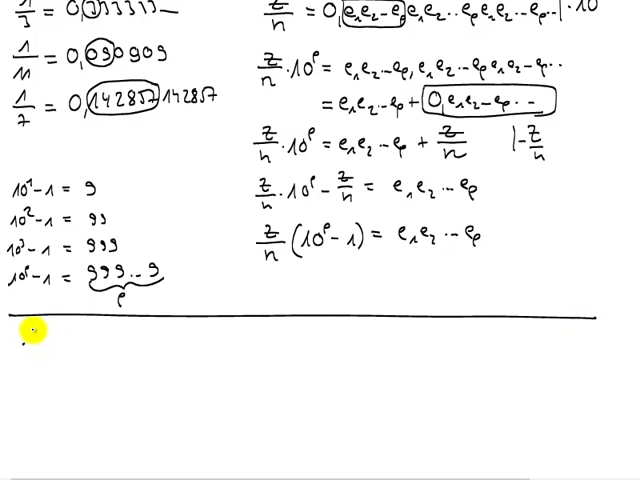 1/3 = 0,333333...
1/11 = 0,090909
1/7 = 0,142857142857
10¹-1 = 9
10²-1 = 99
10³-1 = 999
10ᵖ-1 = 999...9
p
z/n = 0,e₁e₂...eₚe₁e₂...eₚe₁e₂...eₚ... |·10
z/n · 10ᵖ = e₁e₂...eₚ,e₁e₂...eₚe₁e₂...eₚ...
= e₁e₂...eₚ + 0,e₁e₂...eₚ...
z/n · 10ᵖ = e₁e₂...eₚ + z/n |-z/n
z/n · 10ᵖ - z/n = e₁e₂...eₚ
z/n (10ᵖ-1) = e₁e₂...eₚ